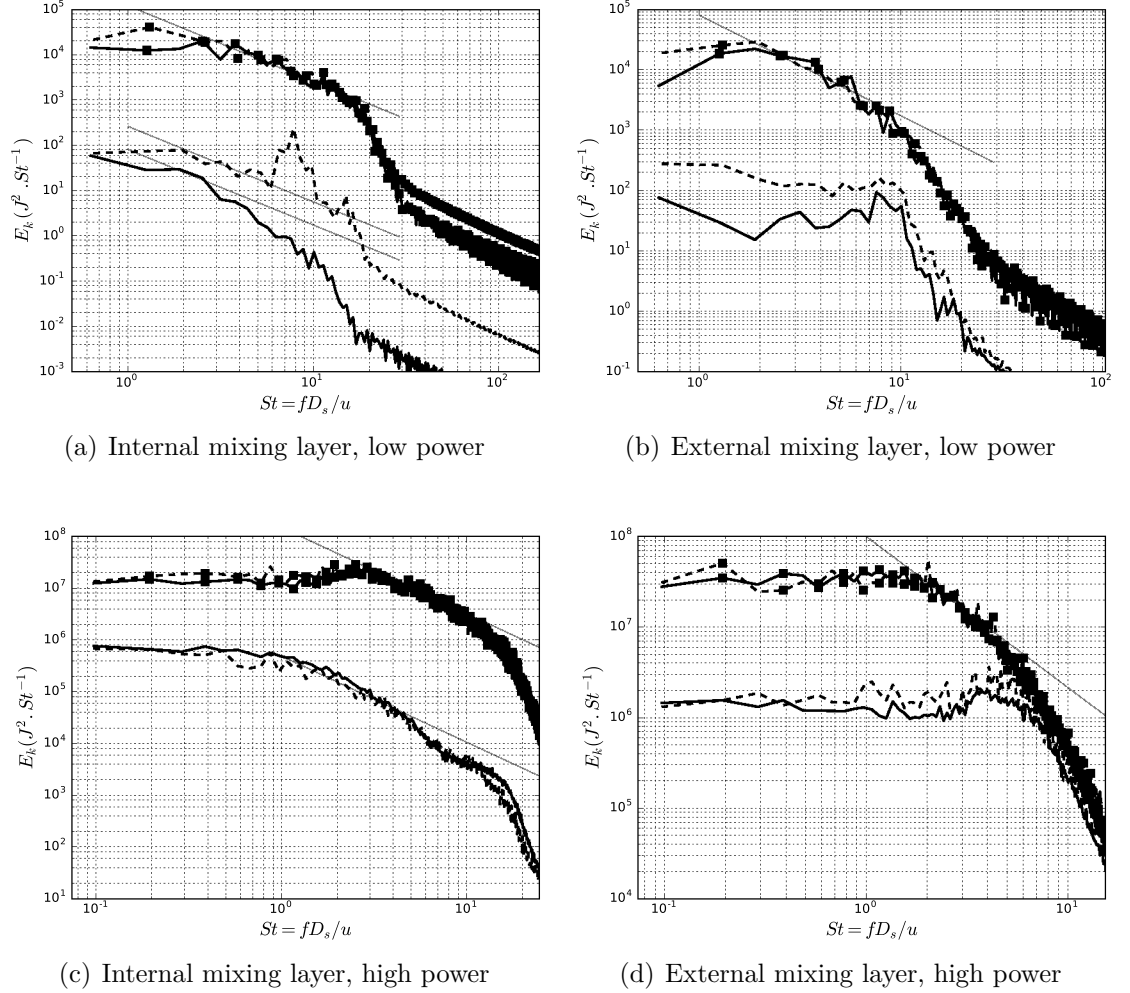 10^5
10^4
10^3
10^2
10^1
10^0
10^-1
10^-2
10^-3
E_k (J^2 .St^-1)
10^0 10^1 10^2
St = fD_s/u
(a) Internal mixing layer, low power
10^5
10^4
10^3
10^2
10^1
10^0
10^-1
E_k (J^2 .St^-1)
10^0 10^1 10^2
St = fD_s/u
(b) External mixing layer, low power
10^8
10^7
10^6
10^5
10^4
10^3
10^2
10^1
E_k (J^2 . St^-1)
10^-1 10^0 10^1
St = fD_s/u
(c) Internal mixing layer, high power
10^8
10^7
10^6
10^5
10^4
E_k (J^2 . St^-1)
10^-1 10^0 10^1
St = fD_s/u
(d) External mixing layer, high power